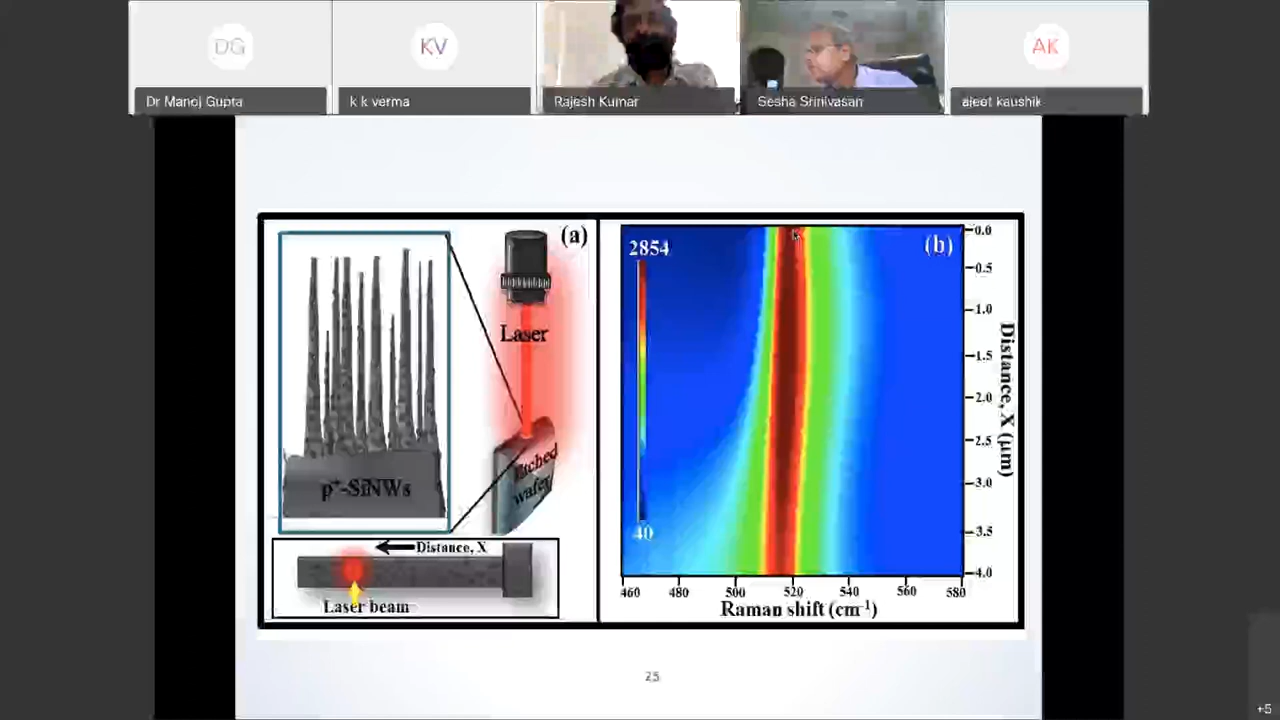 DG
KV
AK
Dr Manoj Gupta
k k verma
Rajesh Kumar
Sesha Srinivasan
ajeet kaushik
(a)
Laser
Etched
wafer
p⁺-SiNWs
Distance, X
Laser beam
2854
(b)
40
0.0
0.5
1.0
1.5
2.0
2.5
3.0
3.5
4.0
Distance, X (μm)
460 480 500 520 540 560 580
Raman shift (cm⁻¹)
25
+5